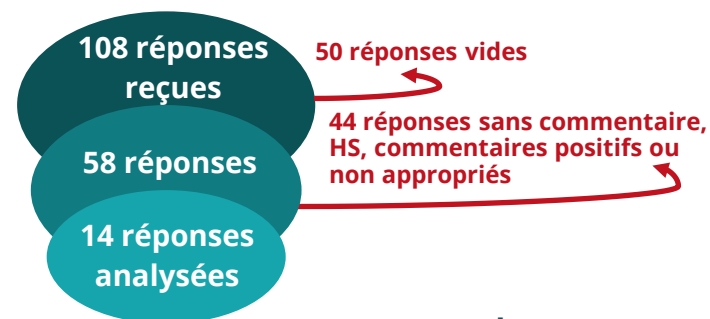 108 réponses
reçues
50 réponses vides
44 réponses sans commentaire,
HS, commentaires positifs ou
non appropriés
58 réponses
14 réponses
analysées